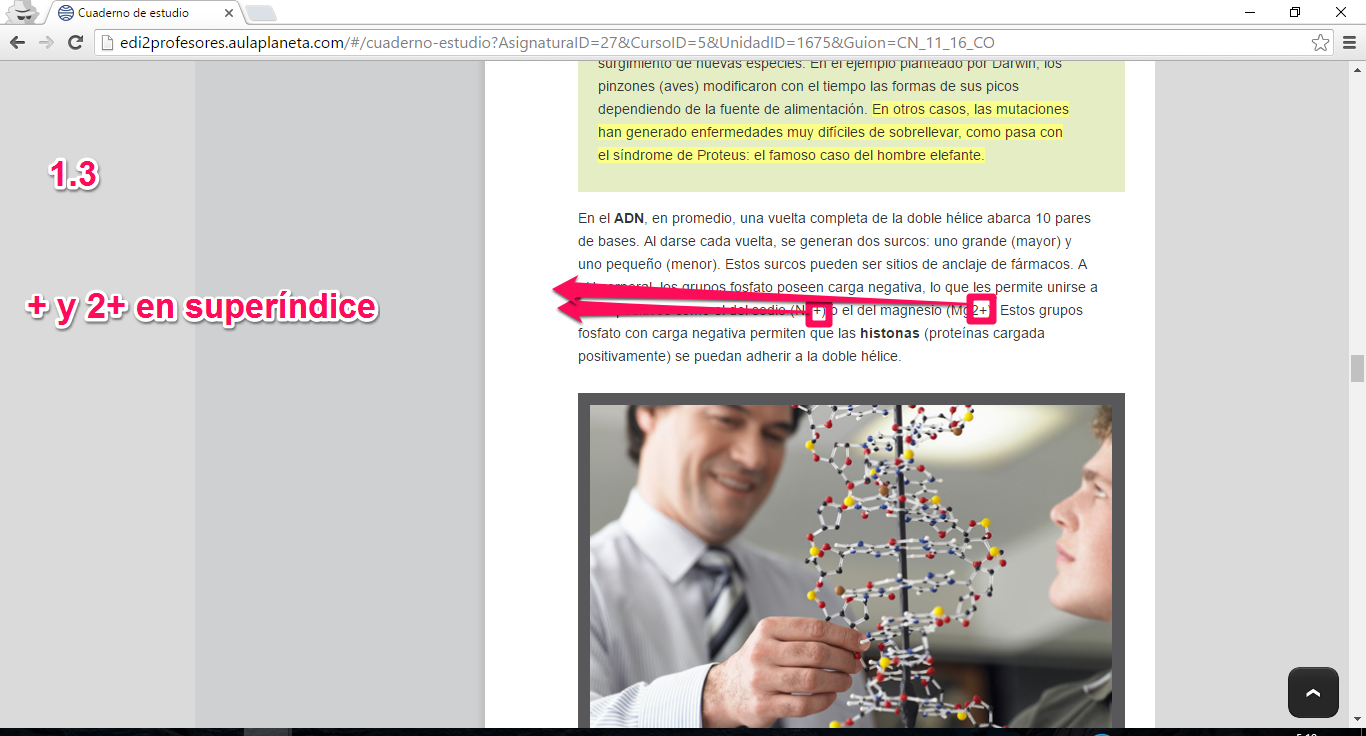 Cuaderno de estudio
edi2profesores.aulaplaneta.com/#/cuaderno-estudio?AsignaturaID=27&CursoID=5&UnidadID=1675&Guion=CN_11_16_CO
surgimiento de nuevas especies. En el ejemplo planteado por Darwin, los
pinzones (aves) modificaron con el tiempo las formas de sus picos
dependiendo de la fuente de alimentación. En otros casos, las mutaciones
han generado enfermedades muy difíciles de sobrellevar, como pasa con
el síndrome de Proteus: el famoso caso del hombre elefante.
1.3
En el ADN, en promedio, una vuelta completa de la doble hélice abarca 10 pares
de bases. Al darse cada vuelta, se generan dos surcos: uno grande (mayor) y
uno pequeño (menor). Estos surcos pueden ser sitios de anclaje de fármacos. A
corporal, los grupos fosfato poseen carga negativa, lo que les permite unirse a
+ y 2+ en superíndice
del sodio (Na+) o el del magnesio (Mg2+). Estos grupos
fosfato con carga negativa permiten que las histonas (proteínas cargada
positivamente) se puedan adherir a la doble hélice.